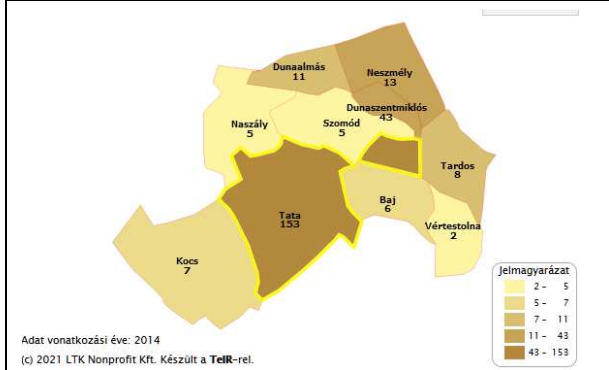 Dunaalmás
11
Neszmély
13
Dunaszentmiklós
43
Naszály
5
Szomód
5
Tardos
8
Baj
6
Tata
153
Vértestolna
2
Kocs
7
Jelmagyarázat
2 - 5
5 - 7
7 - 11
11 - 43
43 - 153
Adat vonatkozási éve: 2014
(c) 2021 LTK Nonprofit Kft. Készült a TeIR-rel.